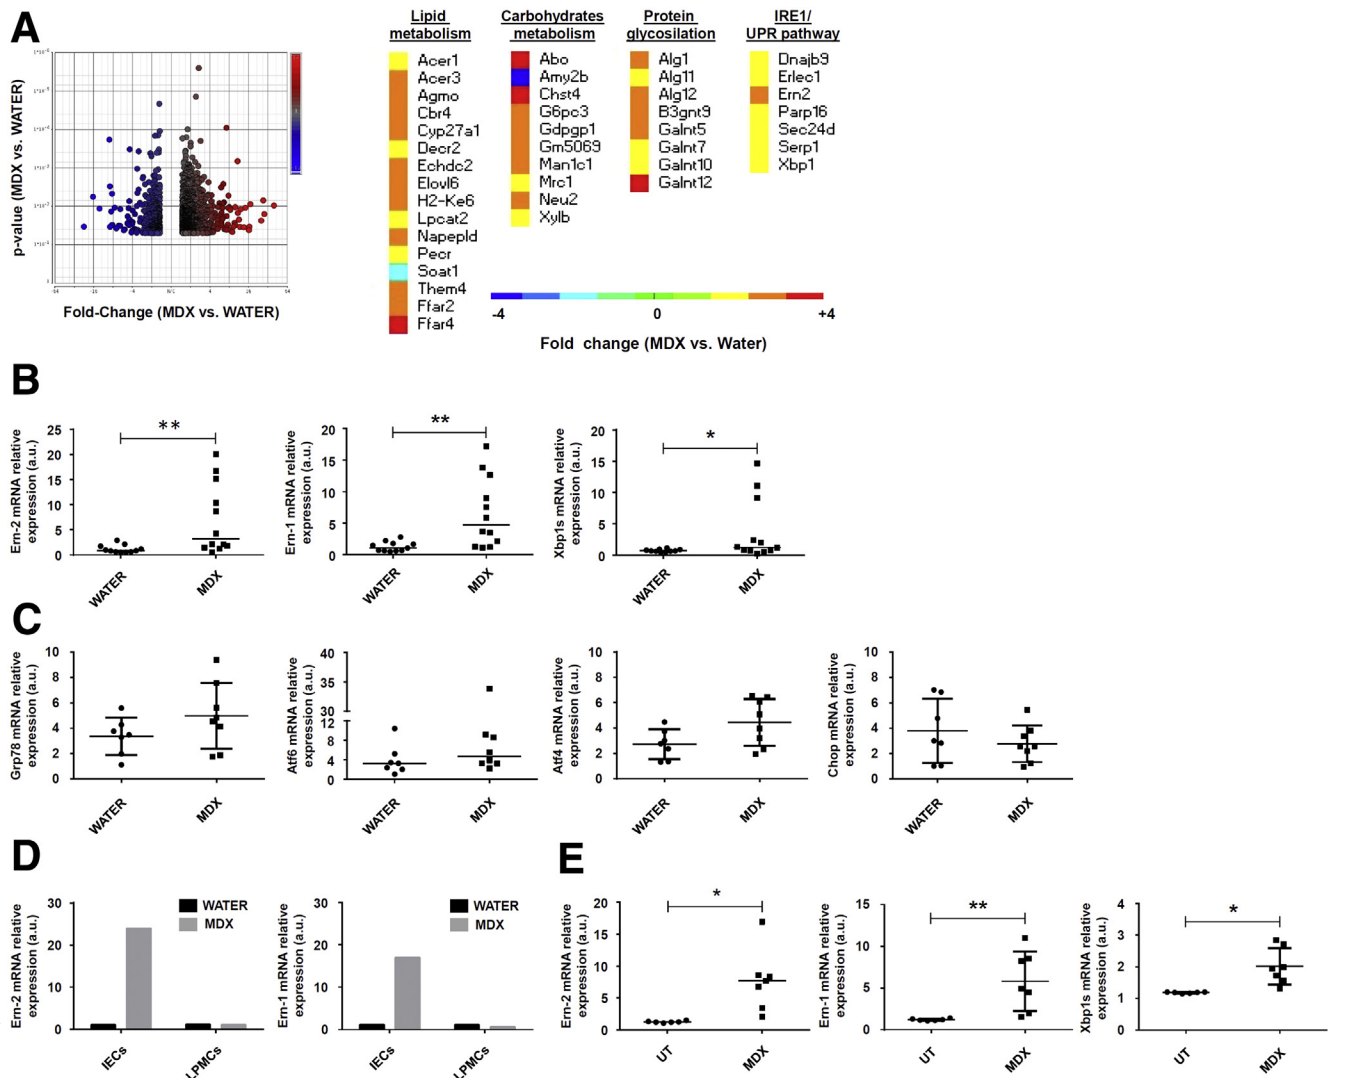 A
p-value (MDX vs. WATER)
Fold-Change (MDX vs. WATER)
Lipid
metabolism
Acer1
Acer3
Agmo
Cbr4
Cyp27a1
Decr2
Echdc2
Elovl6
H2-Ke6
Lpcat2
Napepld
Pecr
Soat1
Them4
Ffar2
Ffar4
Carbohydrates
metabolism
Abo
Amy2b
Chst4
G6pc3
Gdpgp1
Gm5069
Man1c1
Mrc1
Neu2
Xylb
Protein
glycosilation
Alg1
Alg11
Alg12
B3gnt9
Galnt5
Galnt7
Galnt10
Galnt12
IRE1/
UPR pathway
Dnajb9
Erlec1
Ern2
Parp16
Sec24d
Serp1
Xbp1
-4 0 +4
Fold change (MDX vs. Water)
B
Ern-2 mRNA relative
expression (a.u.)
25
20
15
10
5
0
**
WATER
MDX
Ern-1 mRNA relative
expression (a.u.)
20
15
10
5
0
**
WATER
MDX
Xbp1s mRNA relative
expression (a.u.)
20
15
10
5
0
*
WATER
MDX
C
Grp78 mRNA relative
expression (a.u.)
10
8
6
4
2
0
WATER
MDX
Atf6 mRNA relative
expression (a.u.)
40
35
30
12
8
4
0
WATER
MDX
Atf4 mRNA relative
expression (a.u.)
10
8
6
4
2
0
WATER
MDX
Chop mRNA relative
expression (a.u.)
10
8
6
4
2
0
WATER
MDX
D
Ern-2 mRNA relative
expression (a.u.)
30
20
10
0
WATER
MDX
IECs
LPMCs
Ern-1 mRNA relative
expression (a.u.)
30
20
10
0
WATER
MDX
IECs
LPMCs
E
Ern-2 mRNA relative
expression (a.u.)
20
15
10
5
0
*
UT
MDX
Ern-1 mRNA relative
expression (a.u.)
15
10
5
0
**
UT
MDX
Xbp1s mRNA relative
expression (a.u.)
4
3
2
1
0
*
UT
MDX